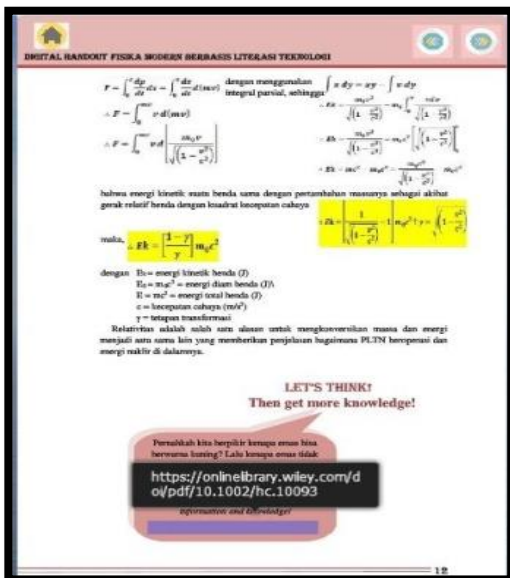 DIGITAL HANDOUT FISIKA MODERN BERBASIS LITERASI TEKNOLOGI
dengan menggunakan
integral parsial, sehingga
bahwa energi kinetik suatu benda sama dengan pertambahan massanya sebagai akibat
gerak relatif benda dengan kuadrat kecepatan cahaya
maka, ∴ Ek = [1 − γ / γ] m₀c²
dengan Ek = energi kinetik benda (J)
E₀ = m₀c² = energi diam benda (J)\
E = mc² = energi total benda (J)
c = kecepatan cahaya (m/s²)
γ = tetapan transformasi
Relativitas adalah salah satu alasan untuk mengkonversikan massa dan energi
menjadi satu sama lain yang memberikan penjelasan bagaimana PLTN beroperasi dan
energi nuklir di dalamnya.
LET'S THINK!
Then get more knowledge!
Pernahkah kita berpikir kenapa emas bisa
berwarna kuning? Lalu kenapa emas tidak
https://onlinelibrary.wiley.com/d
oi/pdf/10.1002/hc.10093
information and knowledge!
12